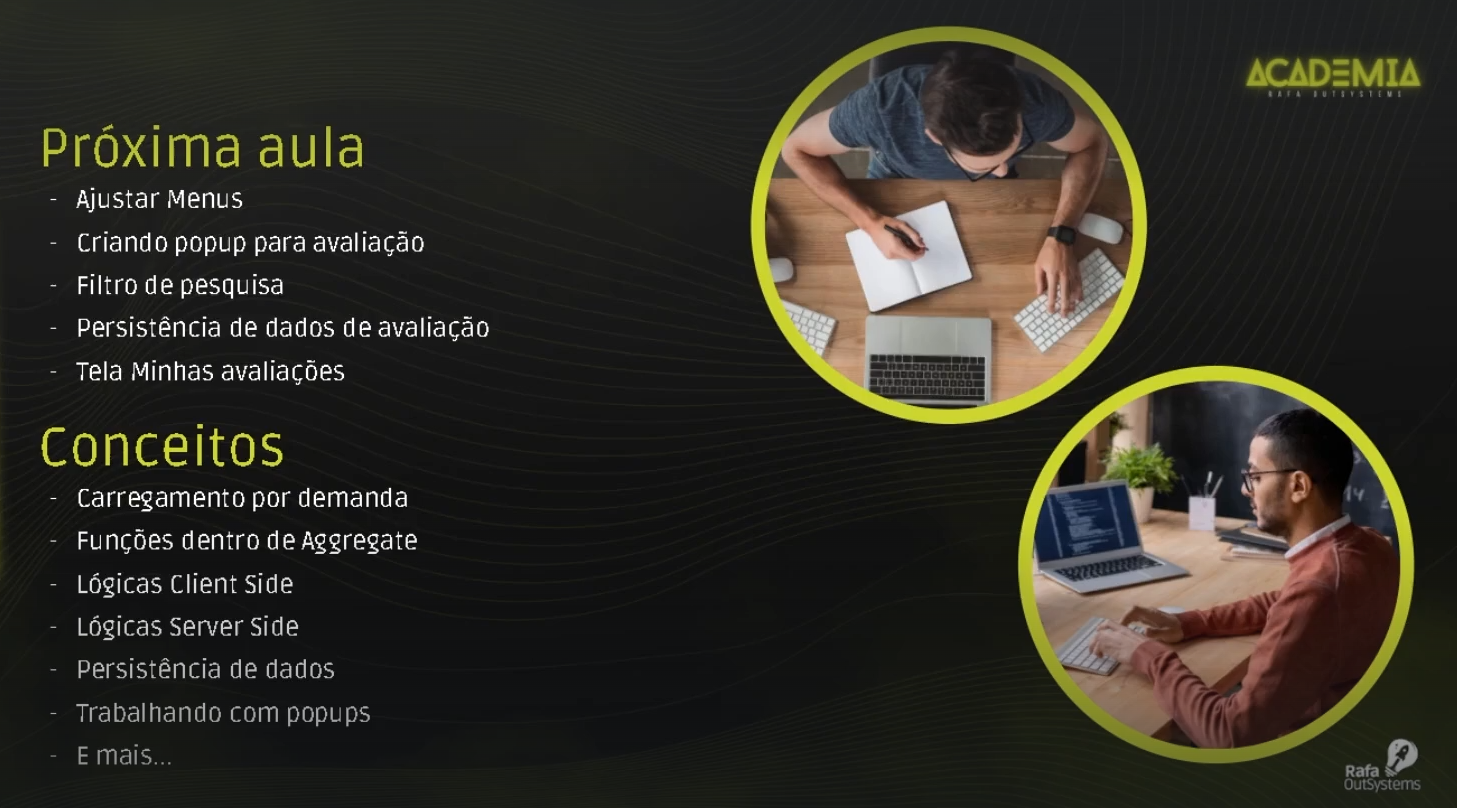 ACADEMIA
RAFA OUTSYSTEMS
Próxima aula
- Ajustar Menus
- Criando popup para avaliação
- Filtro de pesquisa
- Persistência de dados de avaliação
- Tela Minhas avaliações
Conceitos
- Carregamento por demanda
- Funções dentro de Aggregate
- Lógicas Client Side
- Lógicas Server Side
- Persistência de dados
- Trabalhando com popups
- E mais...
Rafa
OutSystems